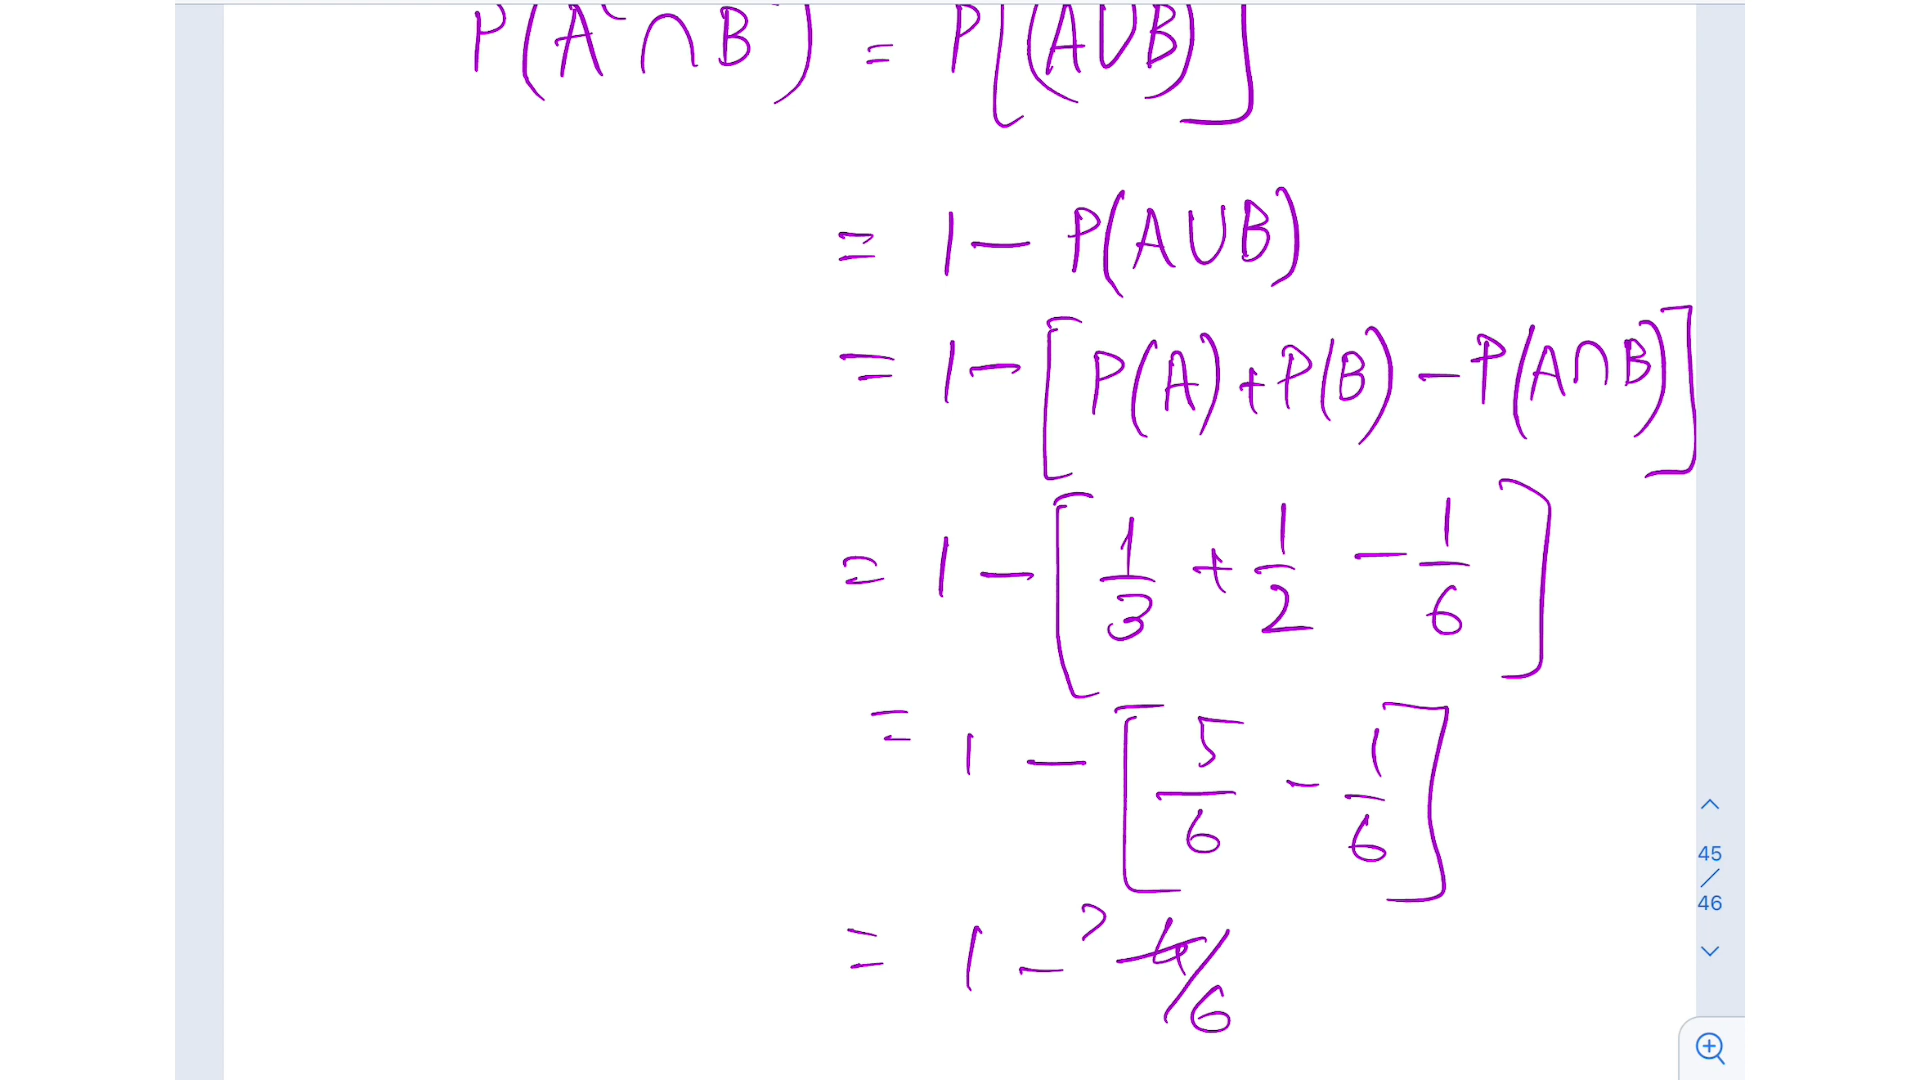 P(Aᶜ∩B ) = P[(A∪B)]
= 1 - P(A∪B)
= 1 - [P(A) + P(B) - P(A∩B)]
= 1 - [1/3 + 1/2 - 1/6]
= 1 - [5/6 - 1/6]
45
/
46
= 1 - 2 4/6